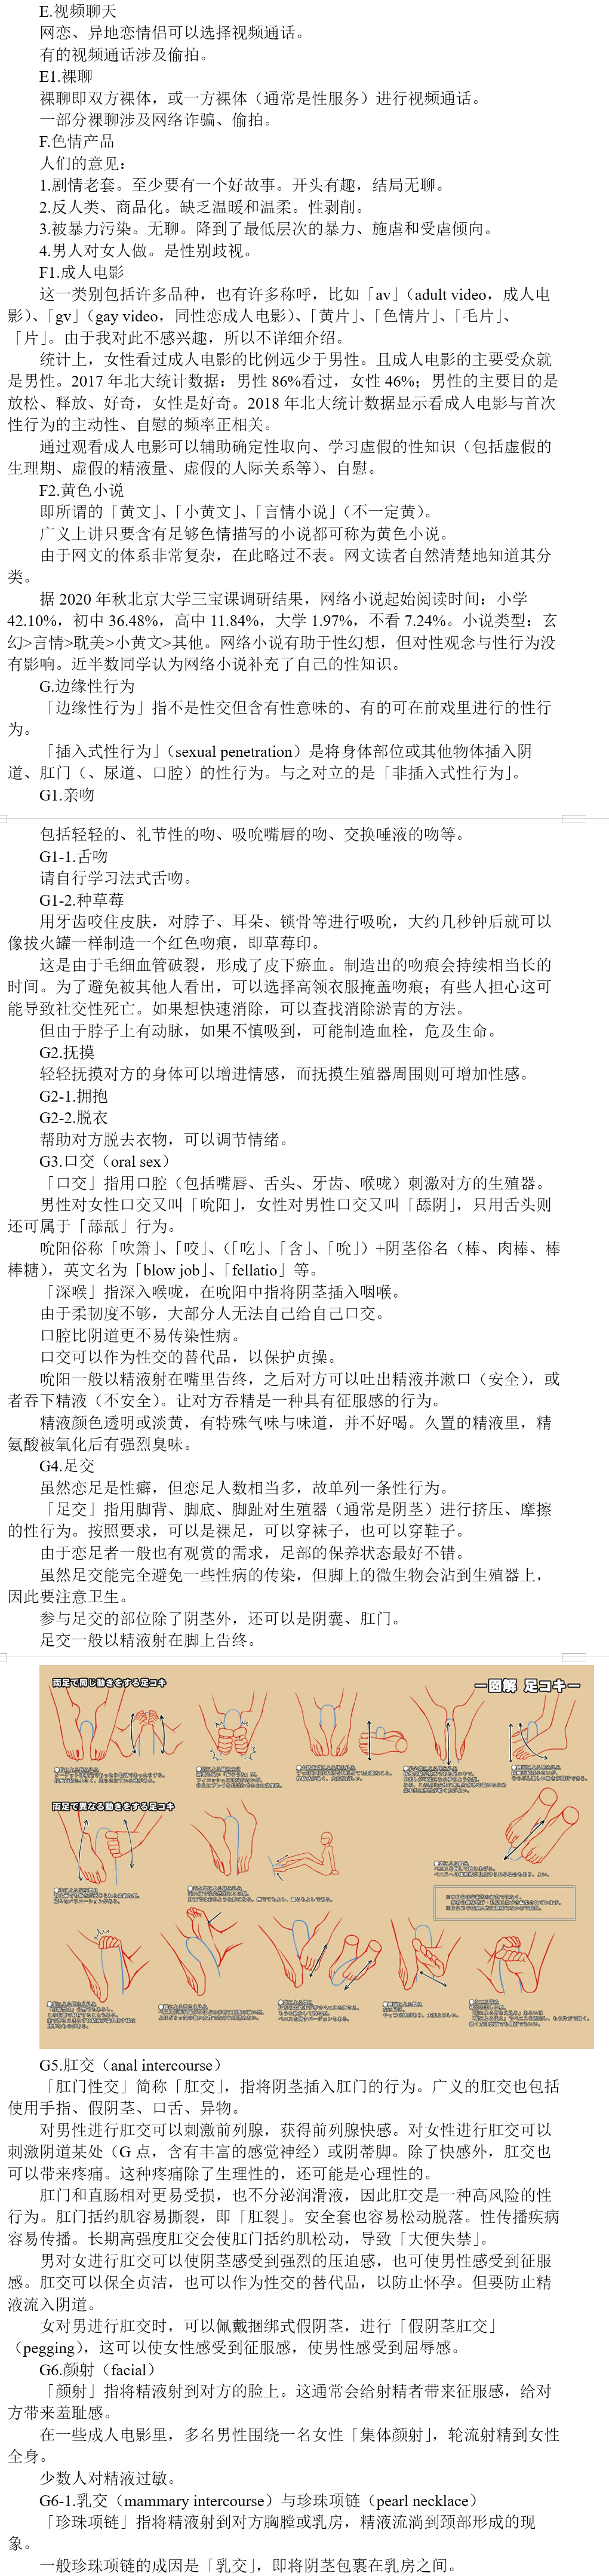 E.视频聊天
网恋、异地恋情侣可以选择视频通话。
有的视频通话涉及偷拍。
E1.裸聊
裸聊即双方裸体，或一方裸体（通常是性服务）进行视频通话。
一部分裸聊涉及网络诈骗、偷拍。
F.色情产品
人们的意见：
1.剧情老套。至少要有一个好故事。开头有趣，结局无聊。
2.反人类、商品化。缺乏温暖和温柔。性剥削。
3.被暴力污染。无聊。降到了最低层次的暴力、施虐和受虐倾向。
4.男人对女人做。是性别歧视。
F1.成人电影
这一类别包括许多品种，也有许多称呼，比如「av」（adult video，成人电
影）、「gv」（gay video，同性恋成人电影）、「黄片」、「色情片」、「毛片」、
「片」。由于我对此不感兴趣，所以不详细介绍。
统计上，女性看过成人电影的比例远少于男性。且成人电影的主要受众就
是男性。2017 年北大统计数据：男性 86%看过，女性 46%；男性的主要目的是
放松、释放、好奇，女性是好奇。2018 年北大统计数据显示看成人电影与首次
性行为的主动性、自慰的频率正相关。
通过观看成人电影可以辅助确定性取向、学习虚假的性知识（包括虚假的
生理期、虚假的精液量、虚假的人际关系等）、自慰。
F2.黄色小说
即所谓的「黄文」、「小黄文」、「言情小说」（不一定黄）。
广义上讲只要含有足够色情描写的小说都可称为黄色小说。
由于网文的体系非常复杂，在此略过不表。网文读者自然清楚地知道其分
类。
据 2020 年秋北京大学三宝课调研结果，网络小说起始阅读时间：小学
42.10%，初中 36.48%，高中 11.84%，大学 1.97%，不看 7.24%。小说类型：玄
幻>言情>耽美>小黄文>其他。网络小说有助于性幻想，但对性观念与性行为没
有影响。近半数同学认为网络小说补充了自己的性知识。
G.边缘性行为
「边缘性行为」指不是性交但含有性意味的、有的可在前戏里进行的性行
为。
「插入式性行为」（sexual penetration）是将身体部位或其他物体插入阴
道、肛门（、尿道、口腔）的性行为。与之对立的是「非插入式性行为」。
G1.亲吻
包括轻轻的、礼节性的吻、吸吮嘴唇的吻、交换唾液的吻等。
G1-1.舌吻
请自行学习法式舌吻。
G1-2.种草莓
用牙齿咬住皮肤，对脖子、耳朵、锁骨等进行吸吮，大约几秒钟后就可以
像拔火罐一样制造一个红色吻痕，即草莓印。
这是由于毛细血管破裂，形成了皮下瘀血。制造出的吻痕会持续相当长的
时间。为了避免被其他人看出，可以选择高领衣服掩盖吻痕；有些人担心这可
能导致社交性死亡。如果想快速消除，可以查找消除淤青的方法。
但由于脖子上有动脉，如果不慎吸到，可能制造血栓，危及生命。
G2.抚摸
轻轻抚摸对方的身体可以增进情感，而抚摸生殖器周围则可增加性感。
G2-1.拥抱
G2-2.脱衣
帮助对方脱去衣物，可以调节情绪。
G3.口交（oral sex）
「口交」指用口腔（包括嘴唇、舌头、牙齿、喉咙）刺激对方的生殖器。
男性对女性口交又叫「吮阳」，女性对男性口交又叫「舔阴」，只用舌头则
还可属于「舔舐」行为。
吮阳俗称「吹箫」、「咬」、（「吃」、「含」、「吮」）+阴茎俗名（棒、肉棒、棒
棒糖），英文名为「blow job」、「fellatio」等。
「深喉」指深入喉咙，在吮阳中指将阴茎插入咽喉。
由于柔韧度不够，大部分人无法自己给自己口交。
口腔比阴道更不易传染性病。
口交可以作为性交的替代品，以保护贞操。
吮阳一般以精液射在嘴里告终，之后对方可以吐出精液并漱口（安全），或
者吞下精液（不安全）。让对方吞精是一种具有征服感的行为。
精液颜色透明或淡黄，有特殊气味与味道，并不好喝。久置的精液里，精
氨酸被氧化后有强烈臭味。
G4.足交
虽然恋足是性癖，但恋足人数相当多，故单列一条性行为。
「足交」指用脚背、脚底、脚趾对生殖器（通常是阴茎）进行挤压、摩擦
的性行为。按照要求，可以是裸足，可以穿袜子，也可以穿鞋子。
由于恋足者一般也有观赏的需求，足部的保养状态最好不错。
虽然足交能完全避免一些性病的传染，但脚上的微生物会沾到生殖器上，
因此要注意卫生。
参与足交的部位除了阴茎外，还可以是阴囊、肛门。
足交一般以精液射在脚上告终。
両足で同じ動きをする足コキ
—図解 足コキ—
両足で異なる動きをする足コキ
G5.肛交（anal intercourse）
「肛门性交」简称「肛交」，指将阴茎插入肛门的行为。广义的肛交也包括
使用手指、假阴茎、口舌、异物。
对男性进行肛交可以刺激前列腺，获得前列腺快感。对女性进行肛交可以
刺激阴道某处（G 点，含有丰富的感觉神经）或阴蒂脚。除了快感外，肛交也
可以带来疼痛。这种疼痛除了生理性的，还可能是心理性的。
肛门和直肠相对更易受损，也不分泌润滑液，因此肛交是一种高风险的性
行为。肛门括约肌容易撕裂，即「肛裂」。安全套也容易松动脱落。性传播疾病
容易传播。长期高强度肛交会使肛门括约肌松动，导致「大便失禁」。
男对女进行肛交可以使阴茎感受到强烈的压迫感，也可使男性感受到征服
感。肛交可以保全贞洁，也可以作为性交的替代品，以防止怀孕。但要防止精
液流入阴道。
女对男进行肛交时，可以佩戴捆绑式假阴茎，进行「假阴茎肛交」
（pegging），这可以使女性感受到征服感，使男性感受到屈辱感。
G6.颜射（facial）
「颜射」指将精液射到对方的脸上。这通常会给射精者带来征服感，给对
方带来羞耻感。
在一些成人电影里，多名男性围绕一名女性「集体颜射」，轮流射精到女性
全身。
少数人对精液过敏。
G6-1.乳交（mammary intercourse）与珍珠项链（pearl necklace）
「珍珠项链」指将精液射到对方胸膛或乳房，精液流淌到颈部形成的现
象。
一般珍珠项链的成因是「乳交」，即将阴茎包裹在乳房之间。